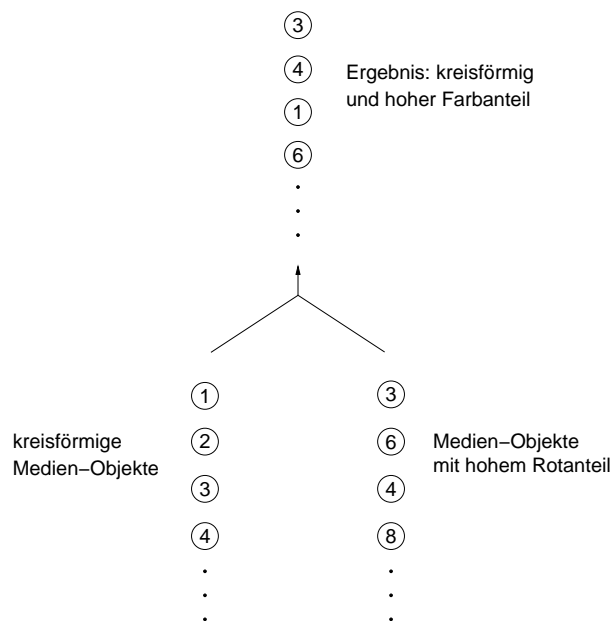 3
4
Ergebnis: kreisförmig
und hoher Farbanteil
1
6
1
2
3
4
kreisförmige
Medien−Objekte
3
6
4
8
Medien−Objekte
mit hohem Rotanteil